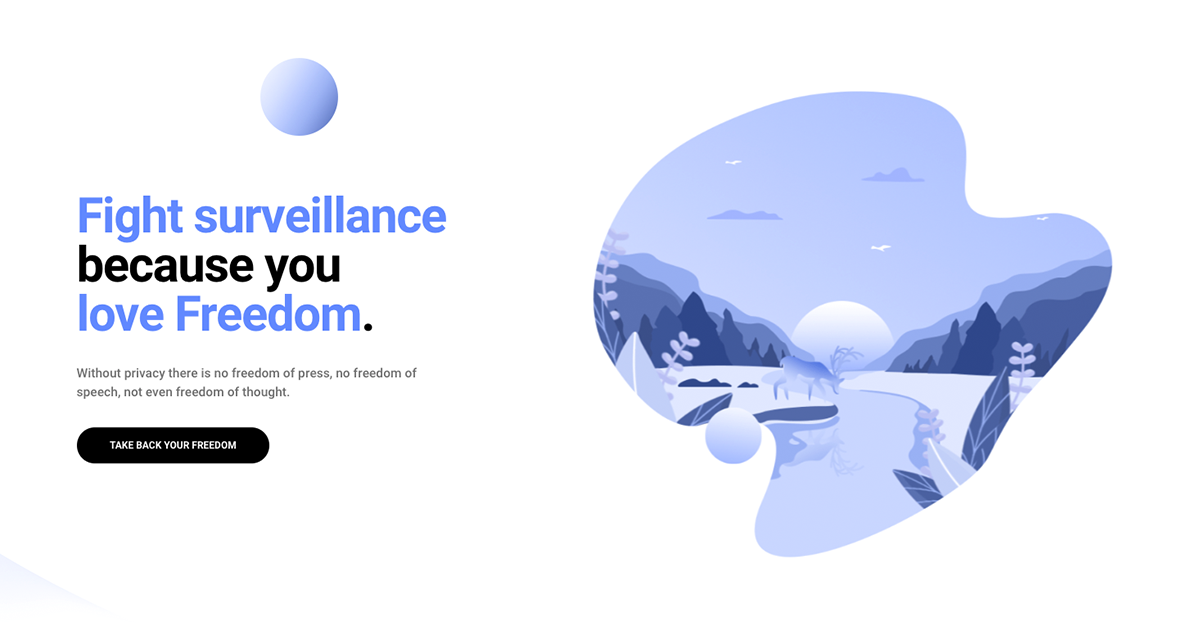 Fight surveillance
because you
love Freedom.
Without privacy there is no freedom of press, no freedom of
speech, not even freedom of thought.
TAKE BACK YOUR FREEDOM